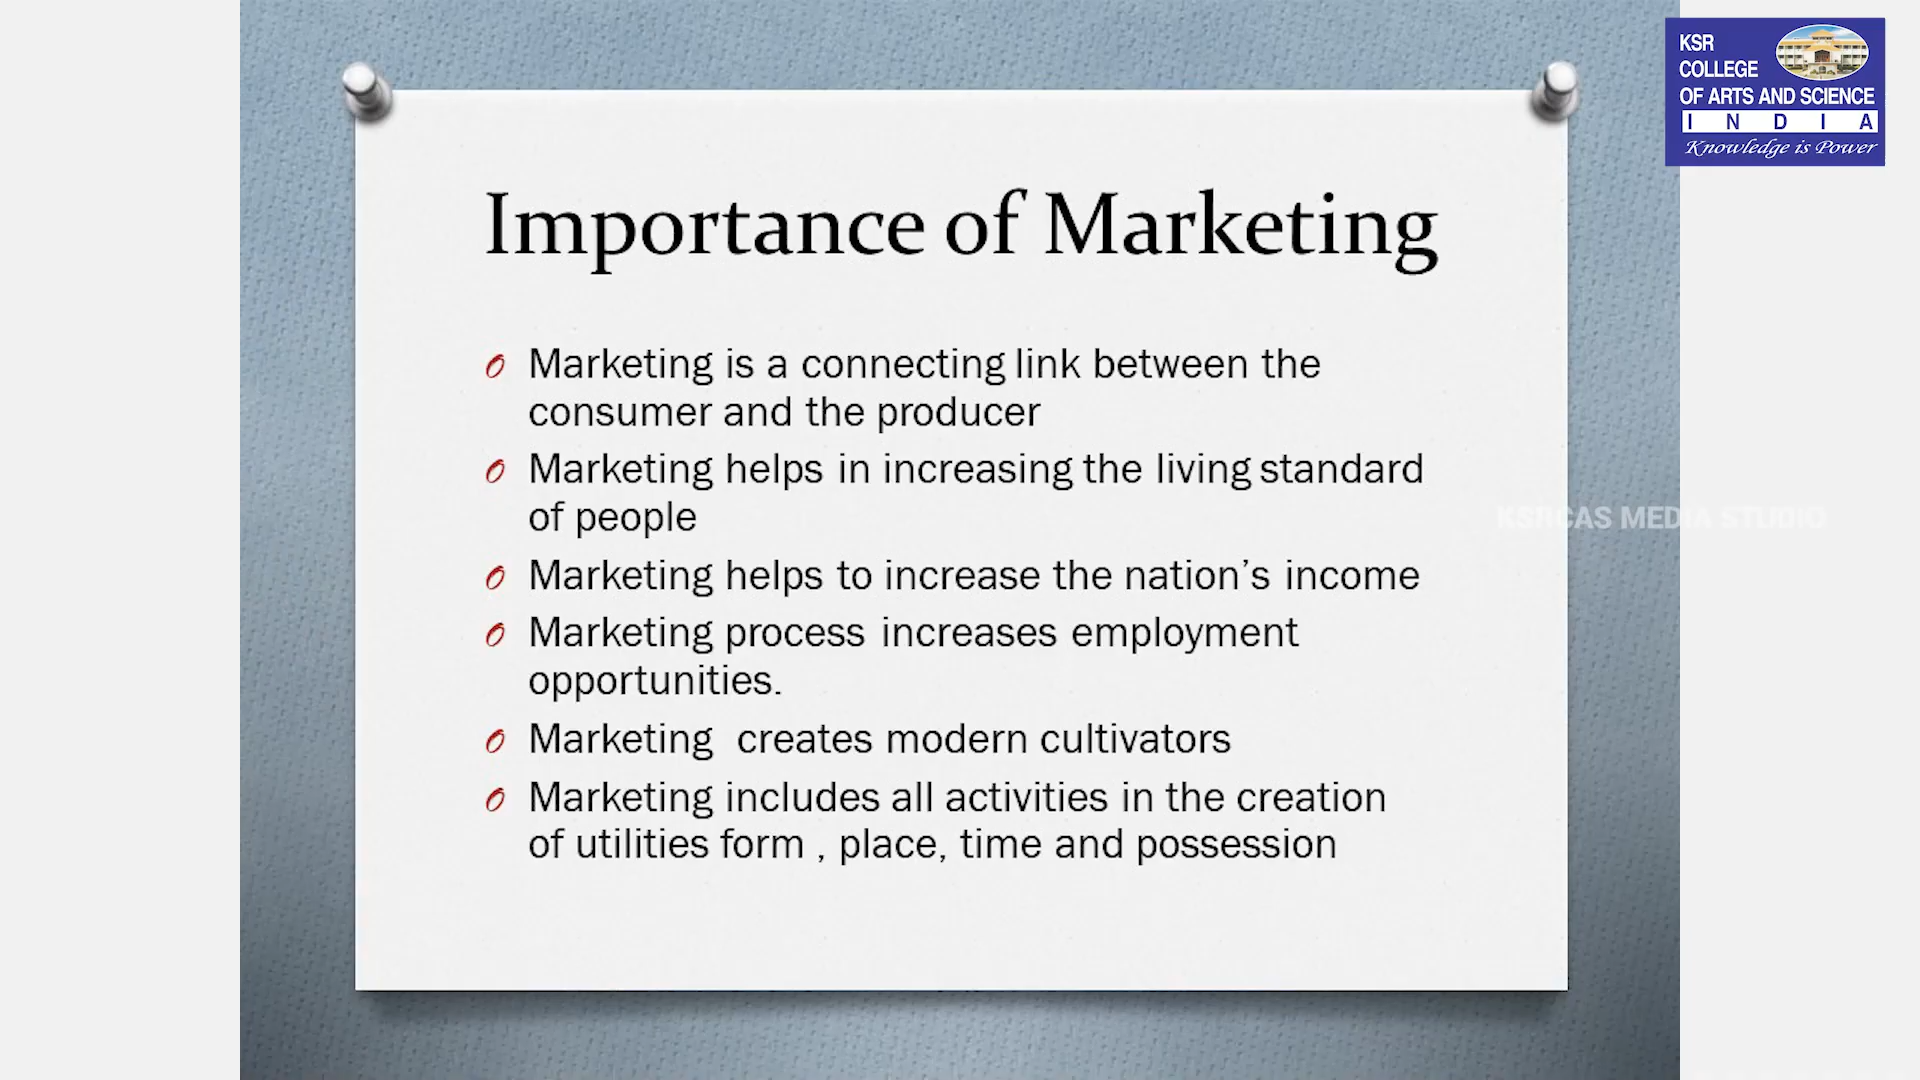 KSR
COLLEGE
OF ARTS AND SCIENCE
I N D I A
Knowledge is Power
Importance of Marketing
Marketing is a connecting link between the
consumer and the producer
Marketing helps in increasing the living standard
of people
KSRCAS MEDIA STUDIO
Marketing helps to increase the nation’s income
Marketing process increases employment
opportunities.
Marketing  creates modern cultivators
Marketing includes all activities in the creation
of utilities form , place, time and possession